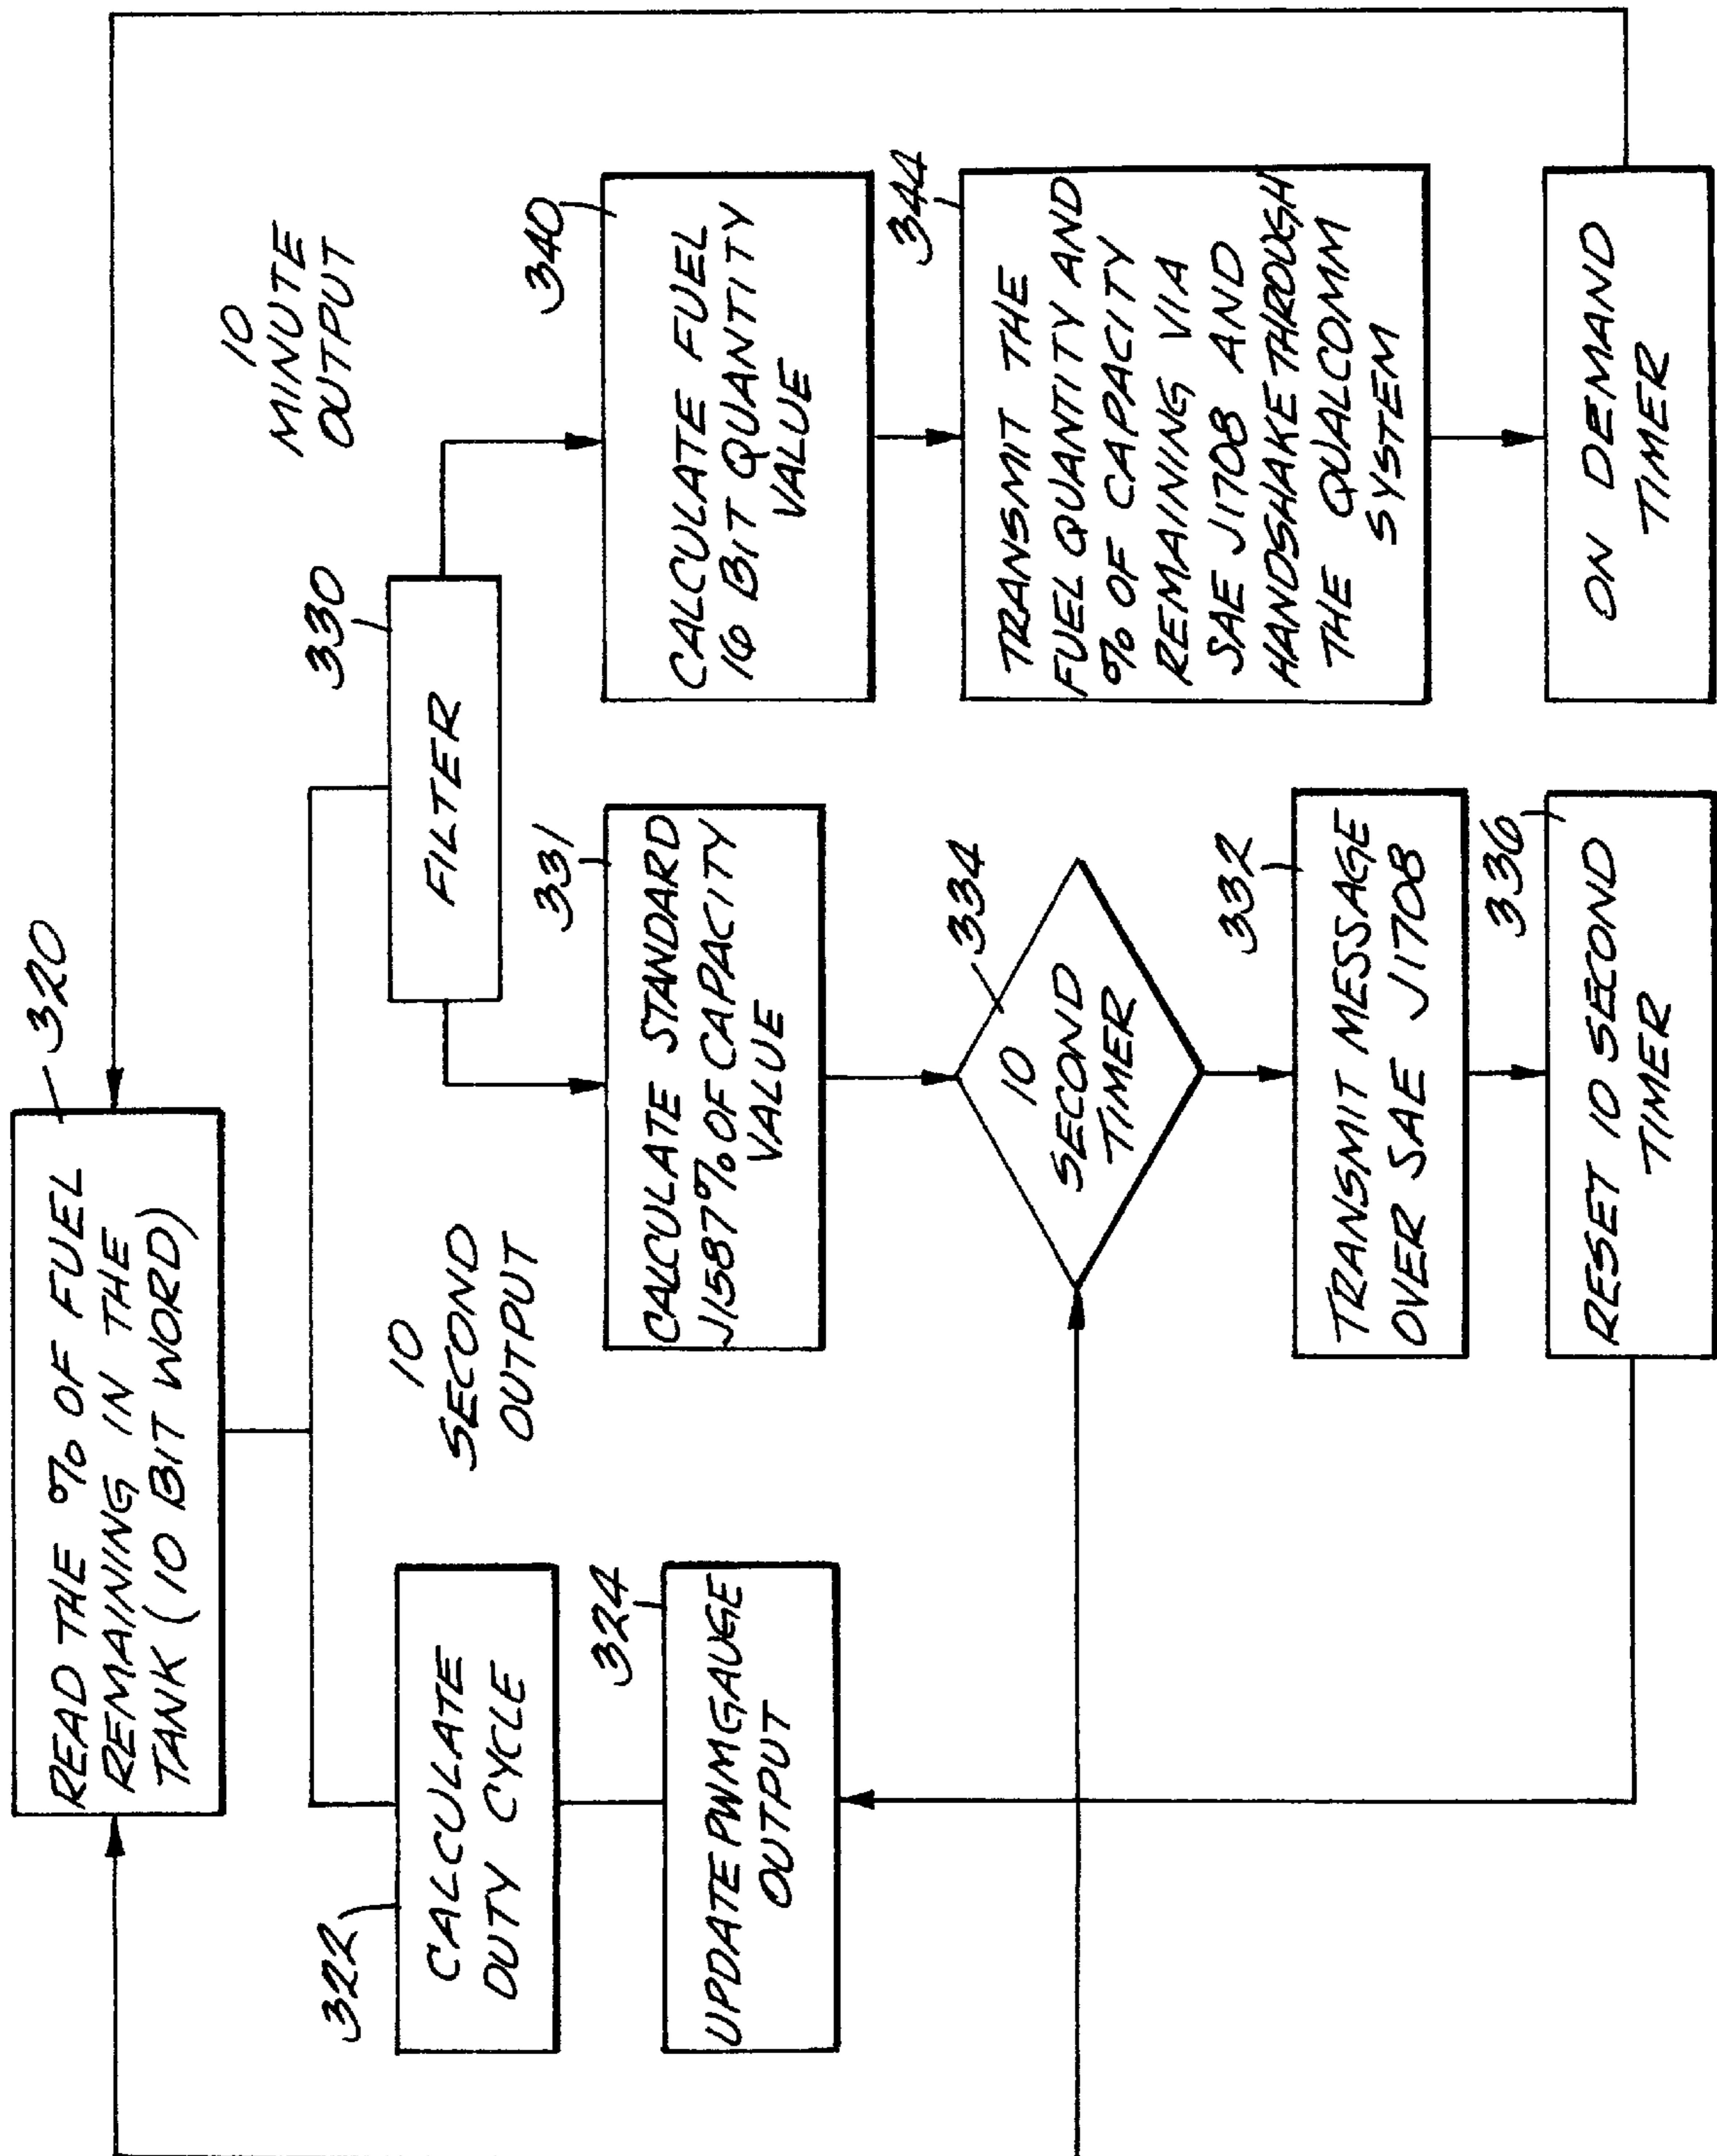 320
READ THE % OF FUEL
REMAINING IN THE
TANK (10 BIT WORD)
322
CALCULATE
DUTY CYCLE
324
UPDATE PWM GAUGE
OUTPUT
10
SECOND
OUTPUT
330
FILTER
10
MINUTE
OUTPUT
331
CALCULATE STANDARD
J1587 % OF CAPACITY
VALUE
334
10
SECOND
TIMER
332
TRANSMIT MESSAGE
OVER SAE J1708
336
RESET 10 SECOND
TIMER
340
CALCULATE FUEL
16 BIT QUANTITY
VALUE
344
TRANSMIT THE
FUEL QUANTITY AND
% OF CAPACITY
REMAINING VIA
SAE J1708 AND
HANDSHAKE THROUGH
THE QUALCOMM
SYSTEM
ON DEMAND
TIMER